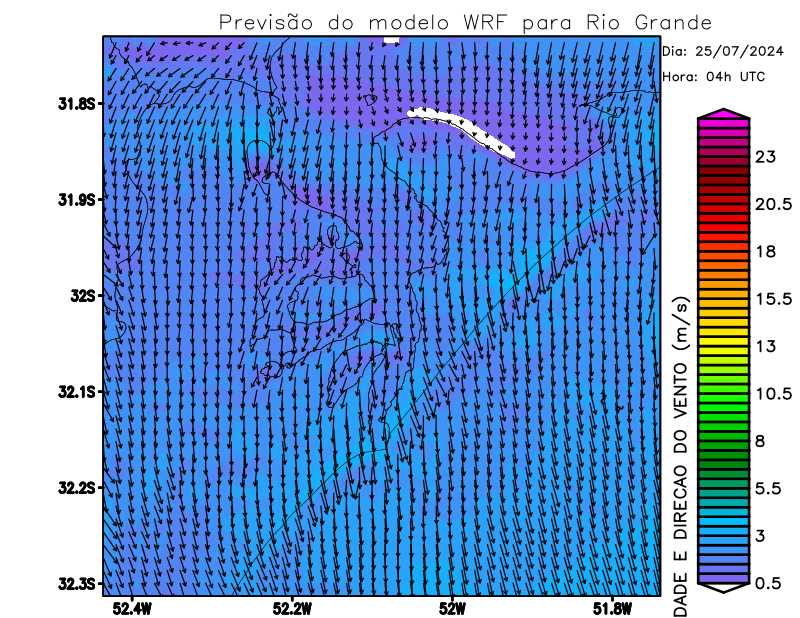 Previsão do modelo WRF para Rio Grande
Dia: 25/07/2024
Hora: 04h UTC
31.8S
31.9S
32S
32.1S
32.2S
32.3S
52.4W
52.2W
52W
51.8W
23
20.5
18
15.5
13
10.5
8
5.5
3
0.5
DADE E DIRECAO DO VENTO (m/s)